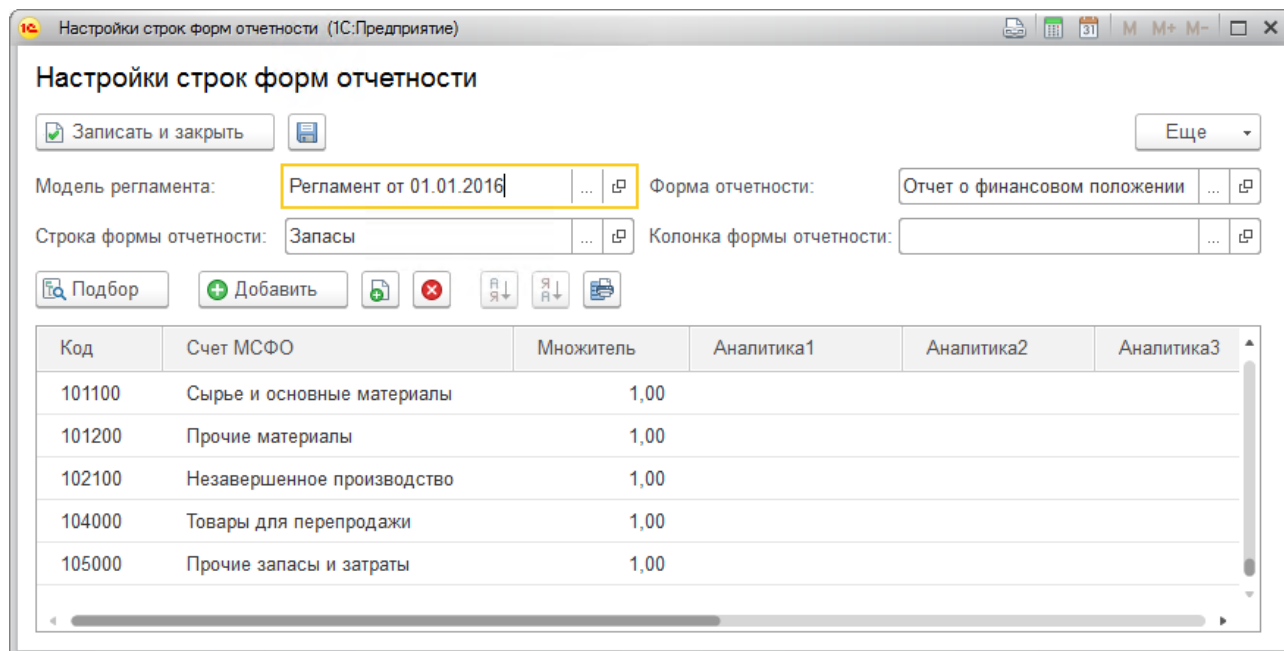 1С Настройки строк форм отчетности (1С:Предприятие) 31 M M+ M-
Настройки строк форм отчетности
Записать и закрыть Еще
Модель регламента: Регламент от 01.01.2016 ... Форма отчетности: Отчет о финансовом положении ...
Строка формы отчетности: Запасы ... Колонка формы отчетности: ...
Подбор Добавить А Я Я А
Код Счет МСФО Множитель Аналитика1 Аналитика2 Аналитика3
101100 Сырье и основные материалы 1,00
101200 Прочие материалы 1,00
102100 Незавершенное производство 1,00
104000 Товары для перепродажи 1,00
105000 Прочие запасы и затраты 1,00